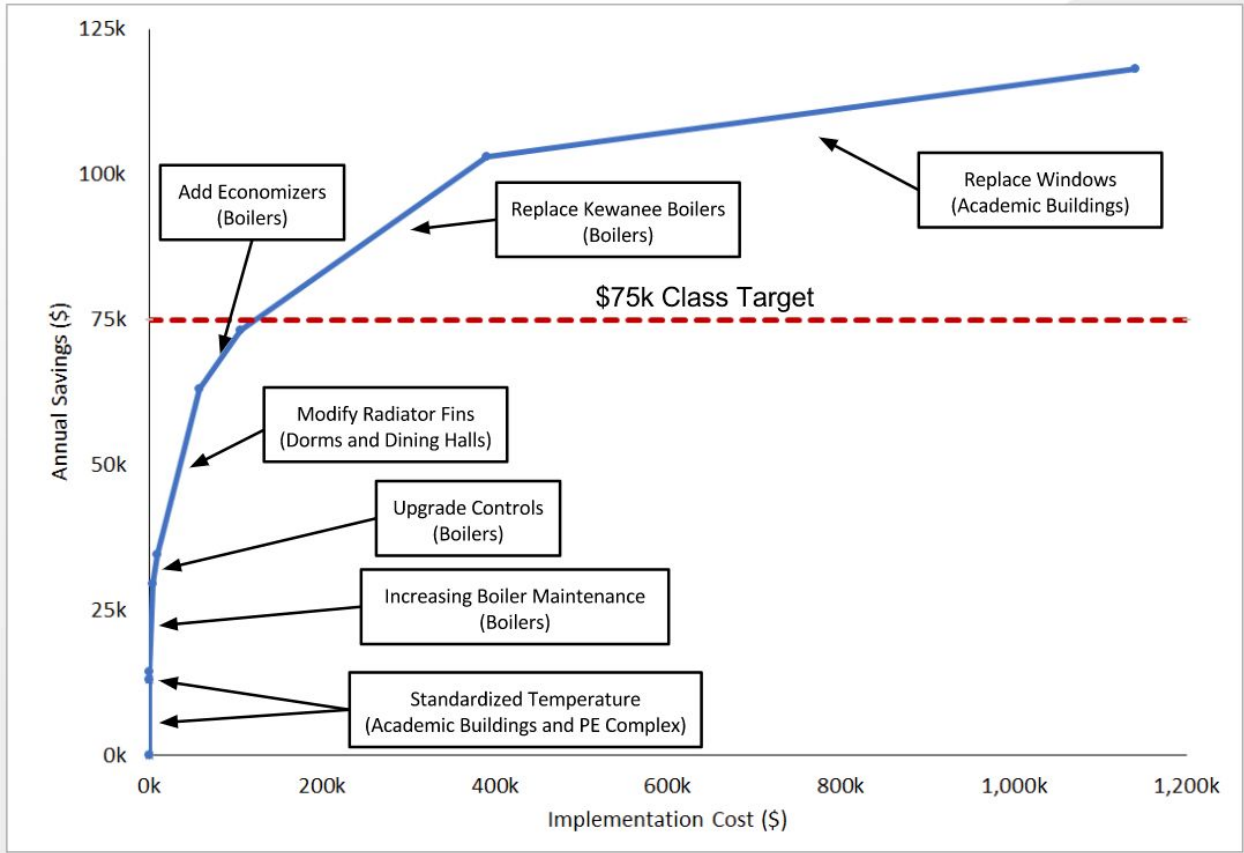 125k
100k
75k
50k
25k
0k
Annual Savings ($)
Add Economizers
(Boilers)
Replace Kewanee Boilers
(Boilers)
Replace Windows
(Academic Buildings)
$75k Class Target
Modify Radiator Fins
(Dorms and Dining Halls)
Upgrade Controls
(Boilers)
Increasing Boiler Maintenance
(Boilers)
Standardized Temperature
(Academic Buildings and PE Complex)
0k 200k 400k 600k 800k 1,000k 1,200k
Implementation Cost ($)